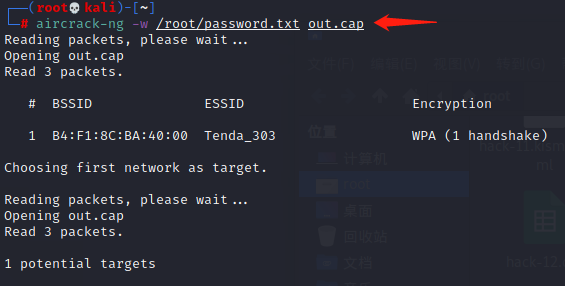 ┌──(root💀kali)-[~]
└─# aircrack-ng -w /root/password.txt out.cap
Reading packets, please wait...
Opening out.cap
Read 3 packets.
# BSSID ESSID Encryption
1 B4:F1:8C:BA:40:00 Tenda_303 WPA (1 handshake)
Choosing first network as target.
Reading packets, please wait...
Opening out.cap
Read 3 packets.
1 potential targets
位置
计算机
root
桌面
回收站
文档